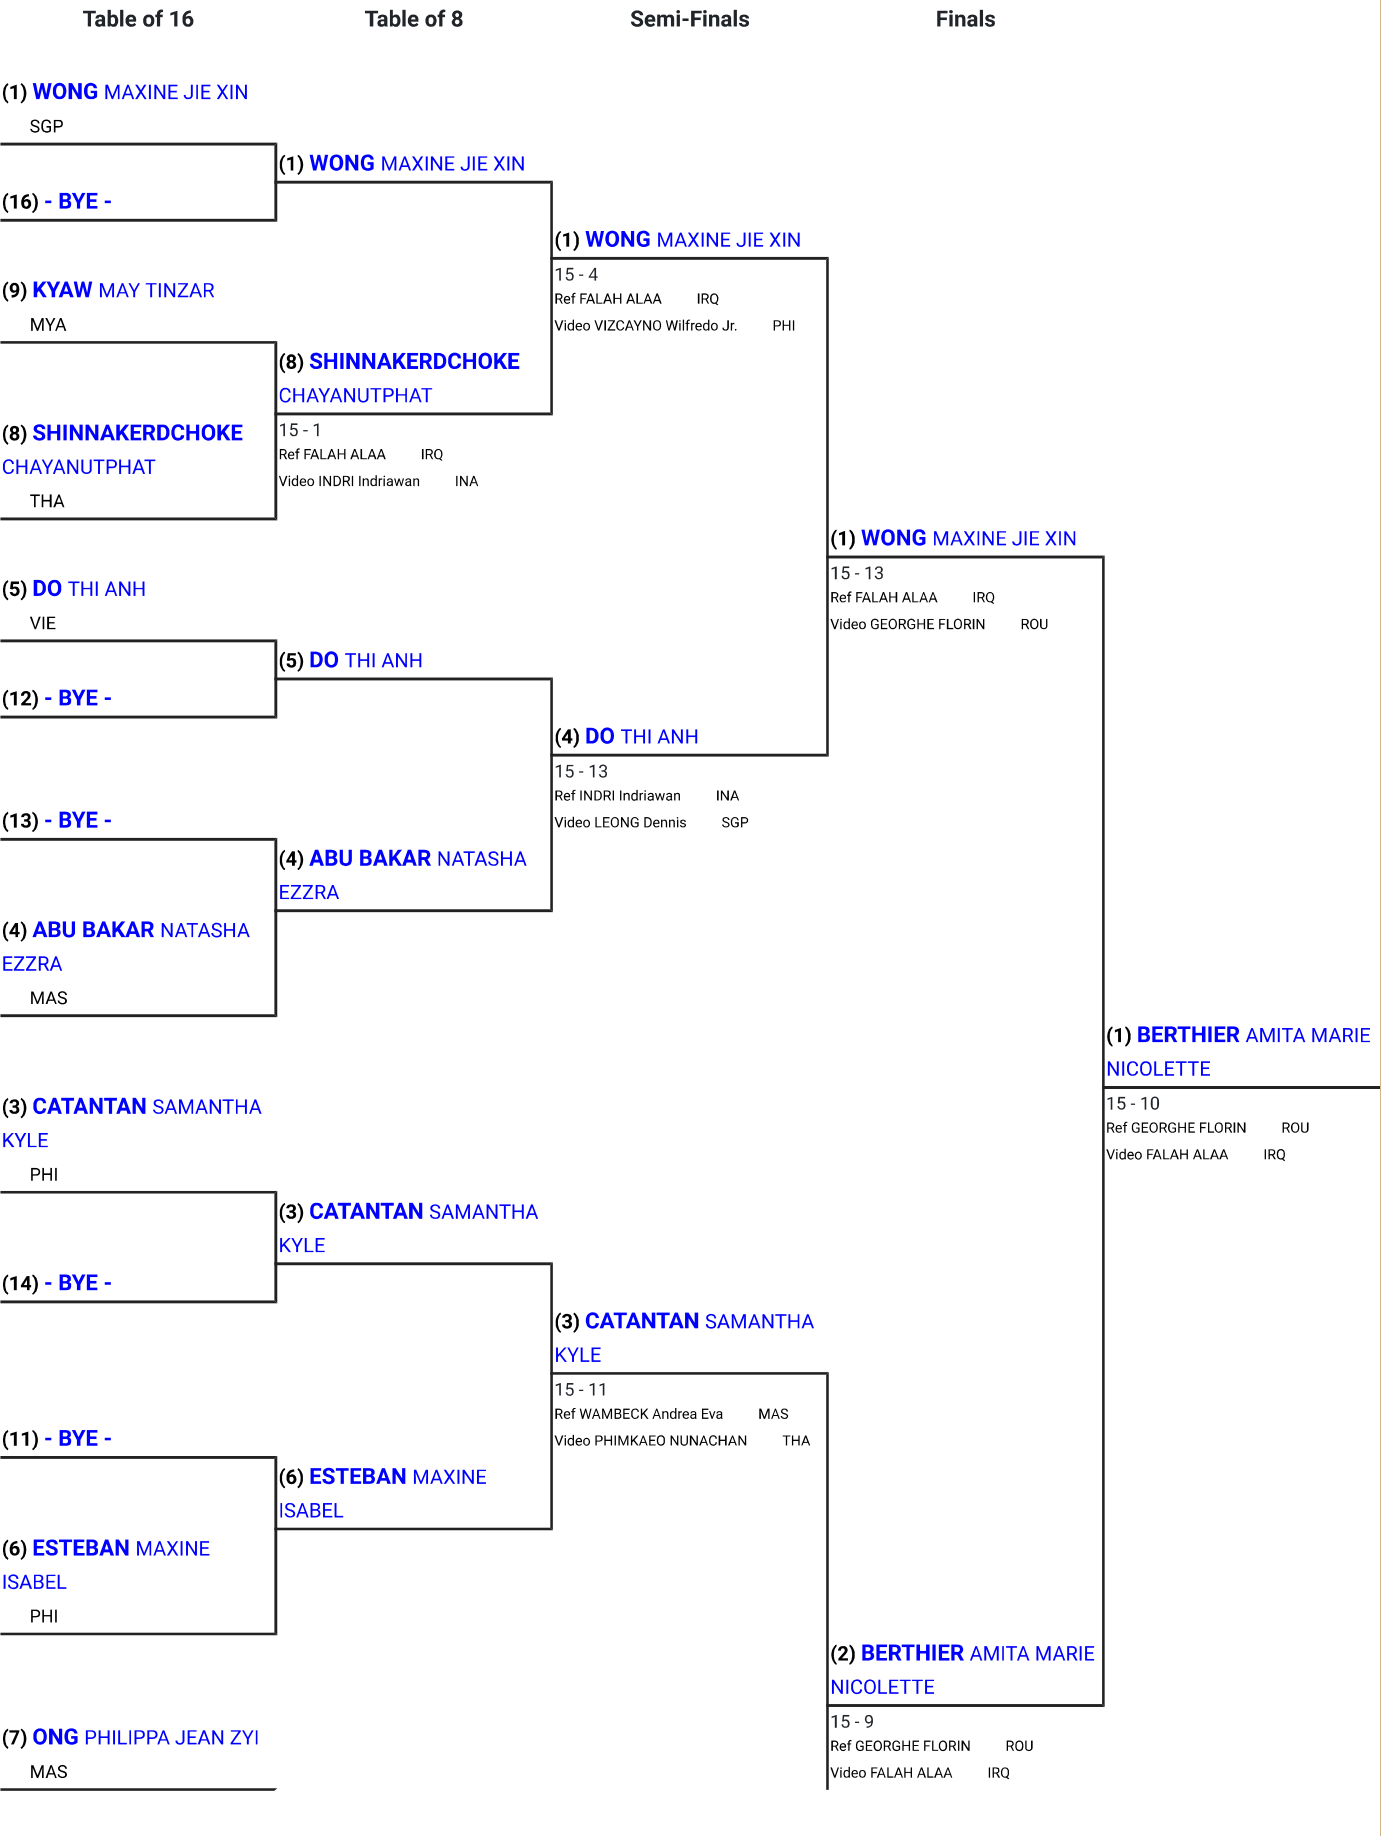 Table of 16
Table of 8
Semi-Finals
Finals
(1) WONG MAXINE JIE XIN
SGP
(16) - BYE -
(9) KYAW MAY TINZAR
MYA
(8) SHINNAKERDCHOKE
CHAYANUTPHAT
THA
(5) DO THI ANH
VIE
(12) - BYE -
(13) - BYE -
(4) ABU BAKAR NATASHA
EZZRA
MAS
(3) CATANTAN SAMANTHA
KYLE
PHI
(14) - BYE -
(11) - BYE -
(6) ESTEBAN MAXINE
ISABEL
PHI
(7) ONG PHILIPPA JEAN ZYI
MAS
(1) WONG MAXINE JIE XIN
(8) SHINNAKERDCHOKE
CHAYANUTPHAT
15 - 1
Ref FALAH ALAA IRQ
Video INDRI Indriawan INA
(5) DO THI ANH
(4) ABU BAKAR NATASHA
EZZRA
(3) CATANTAN SAMANTHA
KYLE
(6) ESTEBAN MAXINE
ISABEL
(1) WONG MAXINE JIE XIN
15 - 4
Ref FALAH ALAA IRQ
Video VIZCAYNO Wilfredo Jr. PHI
(4) DO THI ANH
15 - 13
Ref INDRI Indriawan INA
Video LEONG Dennis SGP
(3) CATANTAN SAMANTHA
KYLE
15 - 11
Ref WAMBECK Andrea Eva MAS
Video PHIMKAEO NUNACHAN THA
(1) WONG MAXINE JIE XIN
15 - 13
Ref FALAH ALAA IRQ
Video GEORGHE FLORIN ROU
(2) BERTHIER AMITA MARIE
NICOLETTE
15 - 9
Ref GEORGHE FLORIN ROU
Video FALAH ALAA IRQ
(1) BERTHIER AMITA MARIE
NICOLETTE
15 - 10
Ref GEORGHE FLORIN ROU
Video FALAH ALAA IRQ